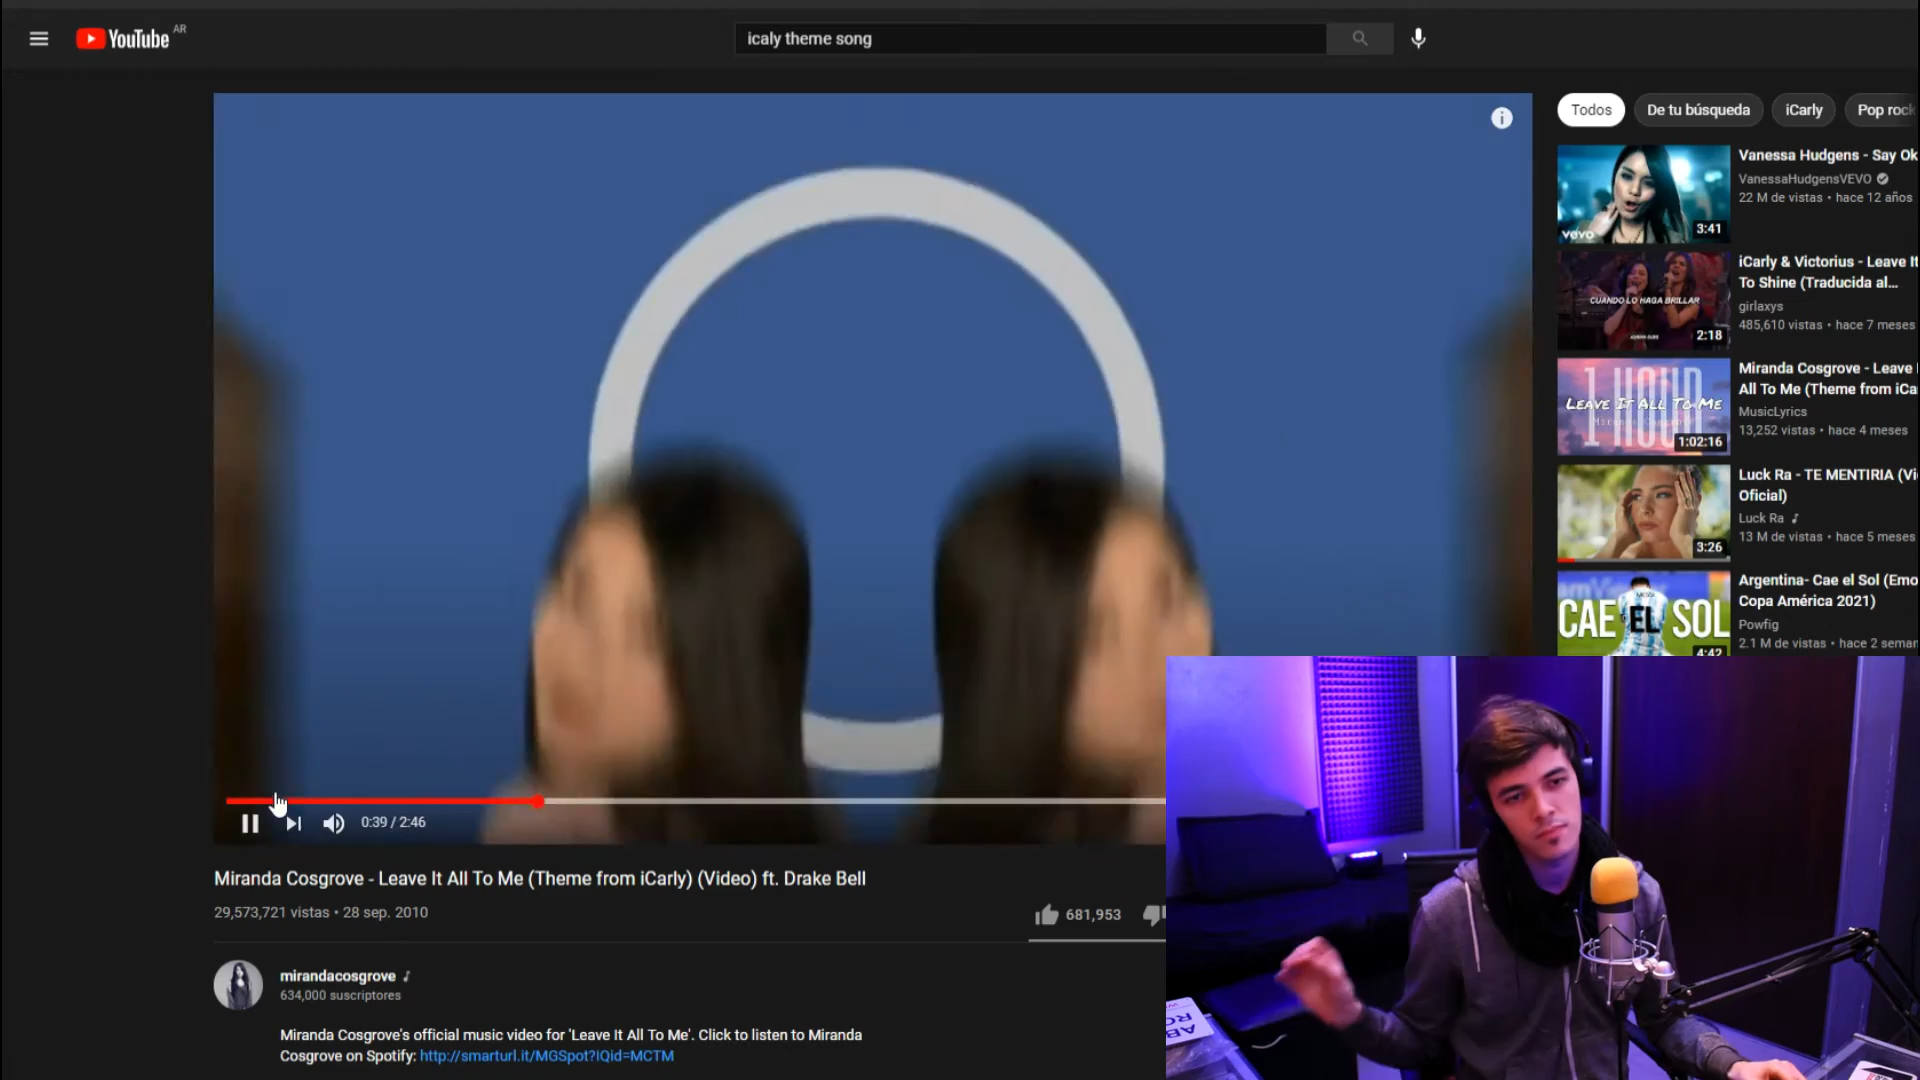 YouTube AR
icaly theme song
Todos
De tu búsqueda
iCarly
Pop rock
Vanessa Hudgens - Say Ok
VanessaHudgensVEVO
22 M de vistas • hace 12 años
vevo
3:41
iCarly & Victorius - Leave It
To Shine (Traducida al...
girlaxys
485,610 vistas • hace 7 meses
CUANDO LO HAGA BRILLAR
2:18
Miranda Cosgrove - Leave I
All To Me (Theme from iCa
MusicLyrics
13,252 vistas • hace 4 meses
1 HOUR
LEAVE IT ALL TO ME
1:02:16
Luck Ra - TE MENTIRIA (Vi
Oficial)
Luck Ra
13 M de vistas • hace 5 meses
3:26
Argentina- Cae el Sol (Emo
Copa América 2021)
Powfig
2.1 M de vistas • hace 2 seman
CAE EL SOL
4:42
0:39 / 2:46
Miranda Cosgrove - Leave It All To Me (Theme from iCarly) (Video) ft. Drake Bell
29,573,721 vistas • 28 sep. 2010
681,953
mirandacosgrove
634,000 suscriptores
Miranda Cosgrove's official music video for 'Leave It All To Me'. Click to listen to Miranda
Cosgrove on Spotify: http://smarturl.it/MGSpot?IQid=MCTM